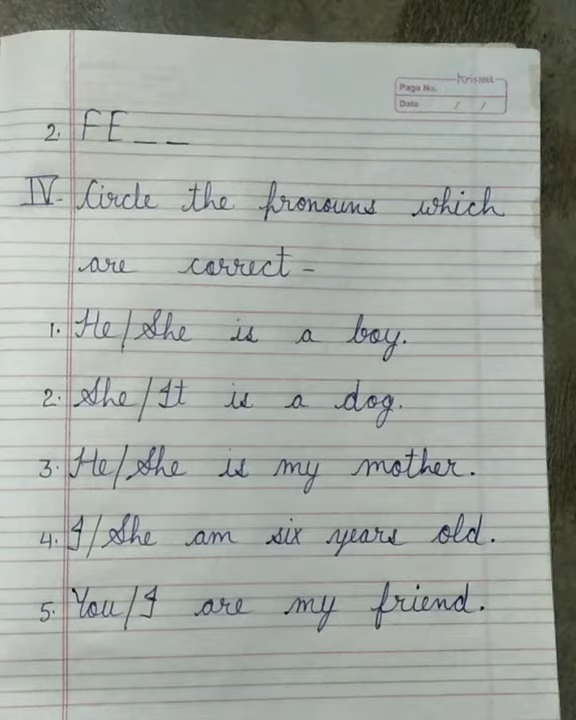 Krishna
Page No.
Date / /
2. FE _ _
IV. Circle the pronouns which
are correct -
1. He/She is a boy.
2. She/It is a dog.
3. He/She is my mother.
4. I/She am six years old.
5. You/I are my friend.